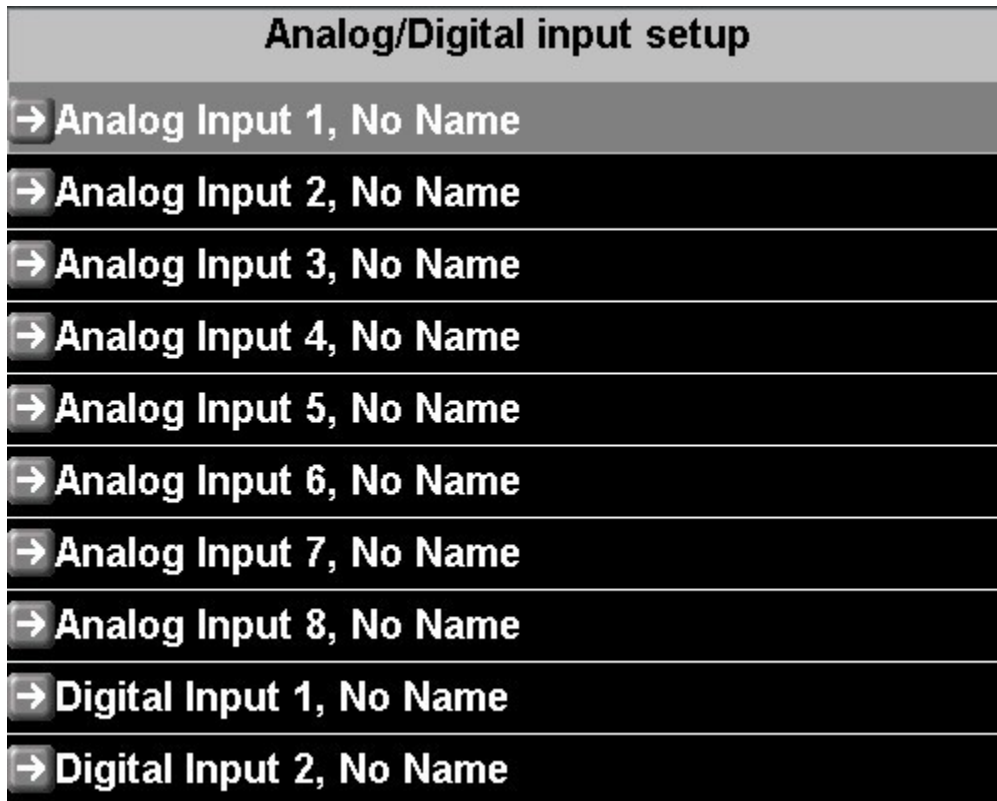 Analog/Digital input setup
Analog Input 1, No Name
Analog Input 2, No Name
Analog Input 3, No Name
Analog Input 4, No Name
Analog Input 5, No Name
Analog Input 6, No Name
Analog Input 7, No Name
Analog Input 8, No Name
Digital Input 1, No Name
Digital Input 2, No Name